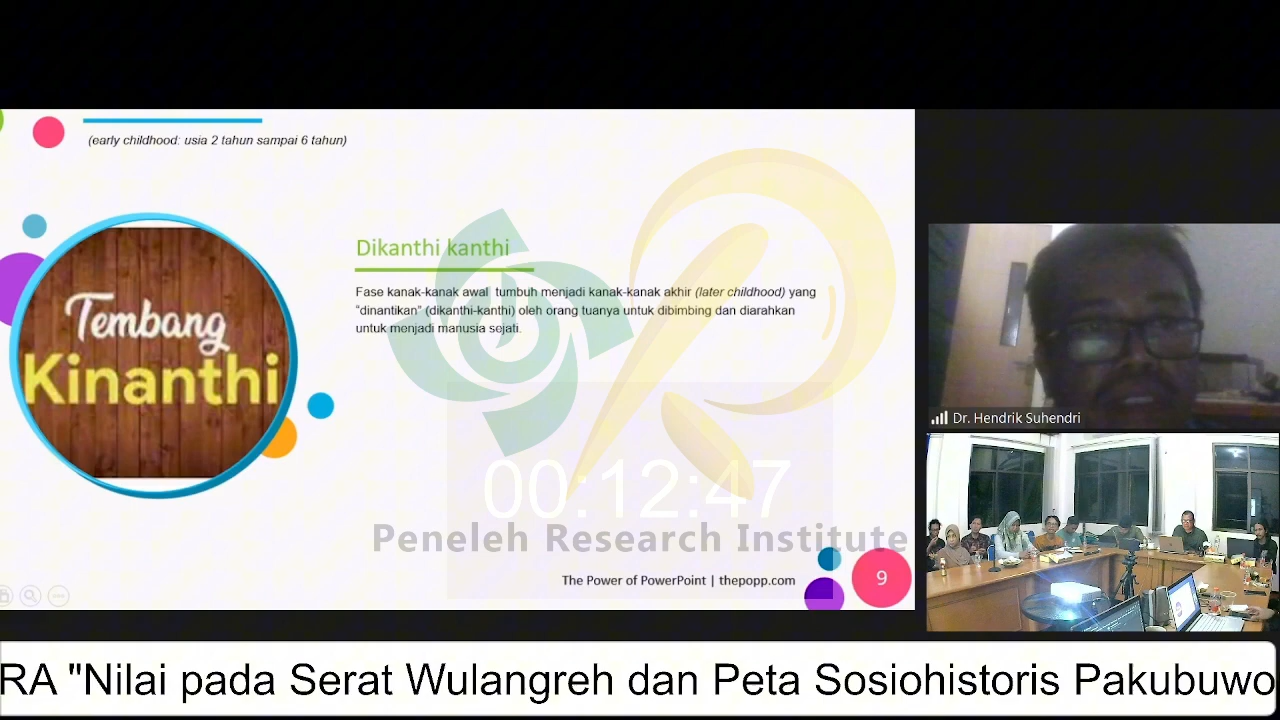 (early childhood: usia 2 tahun sampai 6 tahun)
Tembang
Kinanthi
Dikanthi kanthi
Fase kanak-kanak awal tumbuh menjadi kanak-kanak akhir (later childhood) yang
“dinantikan” (dikanthi-kanthi) oleh orang tuanya untuk dibimbing dan diarahkan
untuk menjadi manusia sejati.
00:12:47
Peneleh Research Institute
The Power of PowerPoint | thepopp.com
9
Dr. Hendrik Suhendri
RA "Nilai pada Serat Wulangreh dan Peta Sosiohistoris Pakubuwo